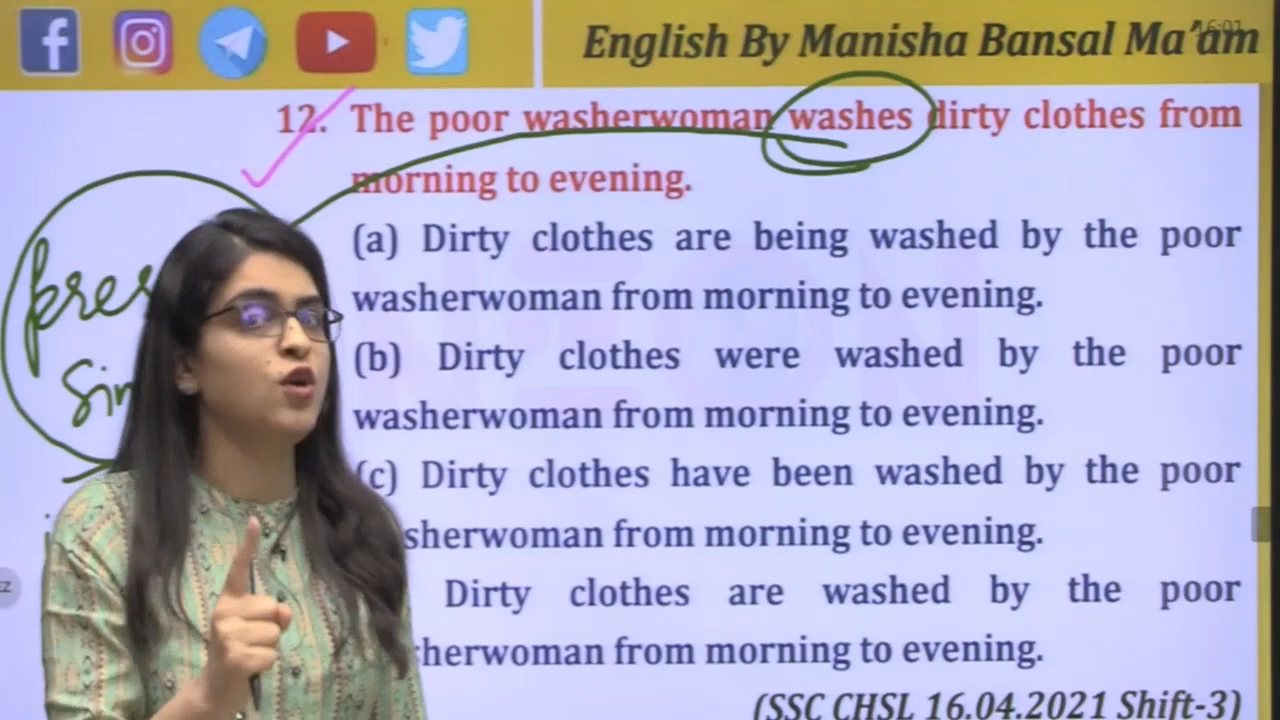 English By Manisha Bansal Ma'am
16:01
12. The poor washerwoman washes dirty clothes from
morning to evening.
(a) Dirty clothes are being washed by the poor
washerwoman from morning to evening.
(b) Dirty clothes were washed by the poor
washerwoman from morning to evening.
(c) Dirty clothes have been washed by the poor
sherwoman from morning to evening.
Dirty clothes are washed by the poor
herwoman from morning to evening.
(SSC CHSL 16.04.2021 Shift-3)